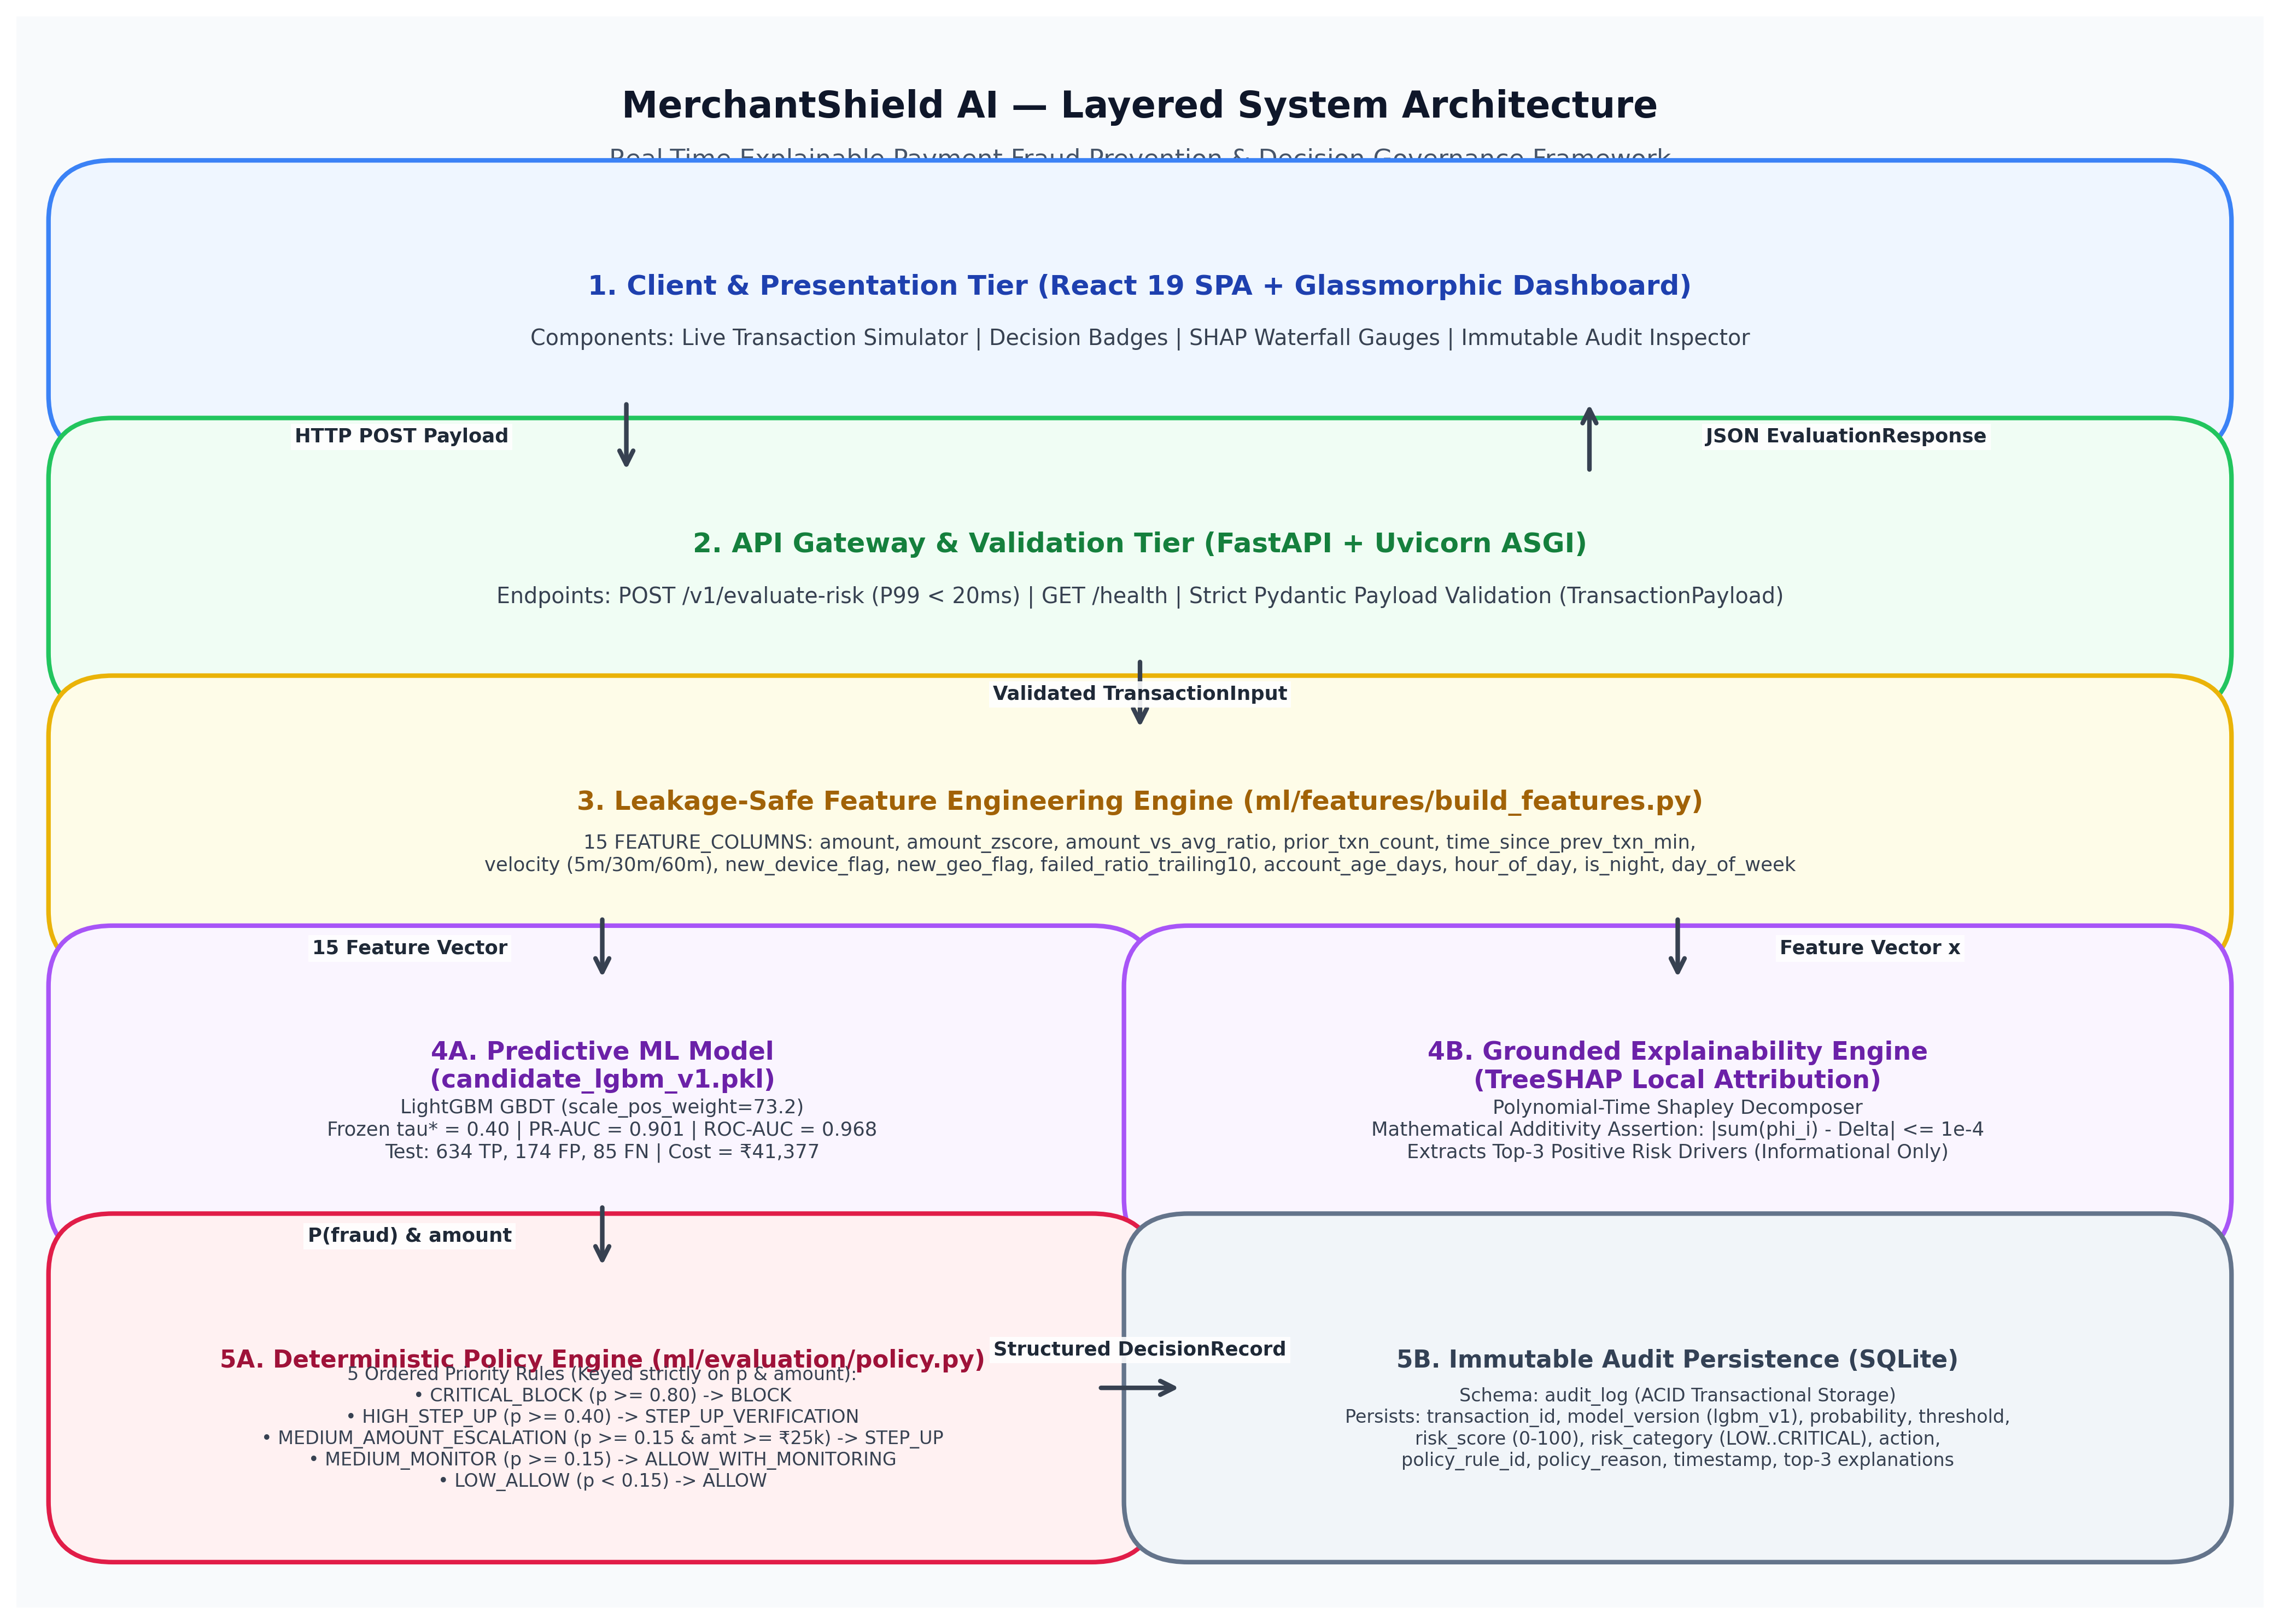 MerchantShield AI — Layered System Architecture
Real-Time Explainable Payment Fraud Prevention & Decision Governance Framework
1. Client & Presentation Tier (React 19 SPA + Glassmorphic Dashboard)
Components: Live Transaction Simulator | Decision Badges | SHAP Waterfall Gauges | Immutable Audit Inspector
HTTP POST Payload
JSON EvaluationResponse
2. API Gateway & Validation Tier (FastAPI + Uvicorn ASGI)
Endpoints: POST /v1/evaluate-risk (P99 < 20ms) | GET /health | Strict Pydantic Payload Validation (TransactionPayload)
Validated TransactionInput
3. Leakage-Safe Feature Engineering Engine (ml/features/build_features.py)
15 FEATURE_COLUMNS: amount, amount_zscore, amount_vs_avg_ratio, prior_txn_count, time_since_prev_txn_min,
velocity (5m/30m/60m), new_device_flag, new_geo_flag, failed_ratio_trailing10, account_age_days, hour_of_day, is_night, day_of_week
15 Feature Vector
Feature Vector x
4A. Predictive ML Model
(candidate_lgbm_v1.pkl)
LightGBM GBDT (scale_pos_weight=73.2)
Frozen tau* = 0.40 | PR-AUC = 0.901 | ROC-AUC = 0.968
Test: 634 TP, 174 FP, 85 FN | Cost = ₹41,377
4B. Grounded Explainability Engine
(TreeSHAP Local Attribution)
Polynomial-Time Shapley Decomposer
Mathematical Additivity Assertion: |sum(phi_i) - Delta| <= 1e-4
Extracts Top-3 Positive Risk Drivers (Informational Only)
P(fraud) & amount
5A. Deterministic Policy Engine (ml/evaluation/policy.py)
5 Ordered Priority Rules (Keyed strictly on p & amount):
• CRITICAL_BLOCK (p >= 0.80) -> BLOCK
• HIGH_STEP_UP (p >= 0.40) -> STEP_UP_VERIFICATION
• MEDIUM_AMOUNT_ESCALATION (p >= 0.15 & amt >= ₹25k) -> STEP_UP
• MEDIUM_MONITOR (p >= 0.15) -> ALLOW_WITH_MONITORING
• LOW_ALLOW (p < 0.15) -> ALLOW
Structured DecisionRecord
5B. Immutable Audit Persistence (SQLite)
Schema: audit_log (ACID Transactional Storage)
Persists: transaction_id, model_version (lgbm_v1), probability, threshold,
risk_score (0-100), risk_category (LOW..CRITICAL), action,
policy_rule_id, policy_reason, timestamp, top-3 explanations